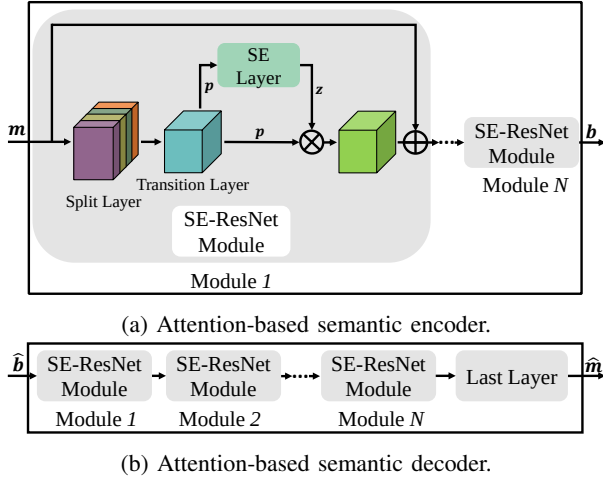 SE
Layer
p
z
m
p
b
SE-ResNet
Module
Split Layer
Transition Layer
Module N
SE-ResNet
Module
Module 1
(a) Attention-based semantic encoder.
b̂
SE-ResNet
Module
SE-ResNet
Module
SE-ResNet
Module
Last Layer
m̂
Module 1
Module 2
Module N
(b) Attention-based semantic decoder.